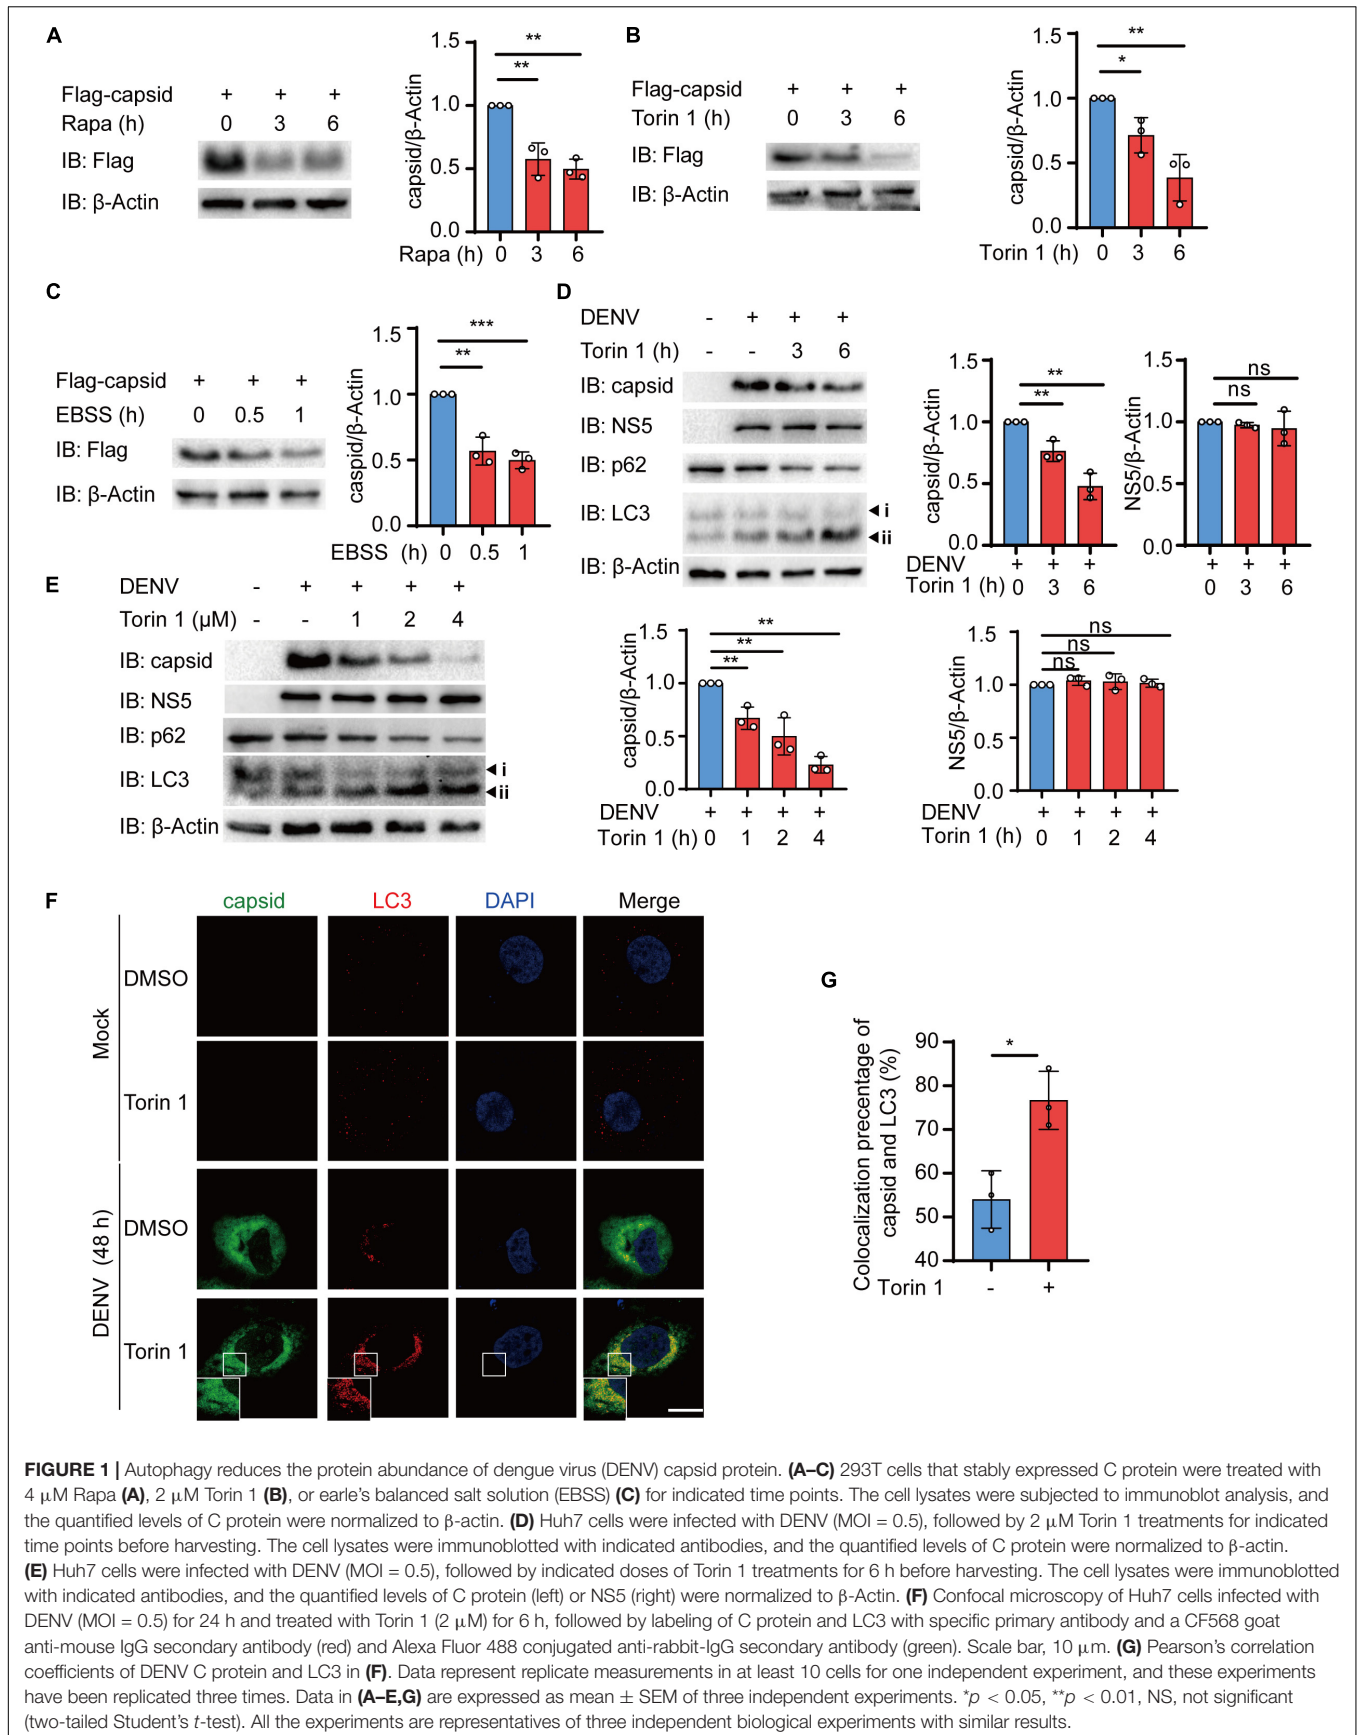 A
Flag-capsid + + +
Rapa (h) 0 3 6
IB: Flag
IB: β-Actin
capsid/β-Actin
1.5
1.0
0.5
0.0
** 
**
Rapa (h) 0 3 6
B
Flag-capsid + + +
Torin 1 (h) 0 3 6
IB: Flag
IB: β-Actin
capsid/β-Actin
1.5
1.0
0.5
0.0
**
*
Torin 1 (h) 0 3 6
C
Flag-capsid + + +
EBSS (h) 0 0.5 1
IB: Flag
IB: β-Actin
caspid/β-Actin
1.5
1.0
0.5
0.0
***
**
EBSS (h) 0 0.5 1
D
DENV - + + +
Torin 1 (h) - - 3 6
IB: capsid
IB: NS5
IB: p62
IB: LC3
i
ii
IB: β-Actin
capsid/β-Actin
1.5
1.0
0.5
0.0
**
**
DENV + + +
Torin 1 (h) 0 3 6
NS5/β-Actin
1.5
1.0
0.5
0.0
ns
ns
+ + +
0 3 6
E
DENV - + + + +
Torin 1 (μM) - - 1 2 4
IB: capsid
IB: NS5
IB: p62
IB: LC3
i
ii
IB: β-Actin
capsid/β-Actin
1.5
1.0
0.5
0.0
**
**
**
DENV + + + +
Torin 1 (h) 0 1 2 4
NS5/β-Actin
1.5
1.0
0.5
0.0
ns
ns
ns
DENV + + + +
Torin 1 (h) 0 1 2 4
F
capsid LC3 DAPI Merge
Mock
DMSO
Torin 1
DENV (48 h)
DMSO
Torin 1
G
Colocalization precentage of
capsid and LC3 (%)
90
80
70
60
50
40
*
Torin 1 - +
FIGURE 1 | Autophagy reduces the protein abundance of dengue virus (DENV) capsid protein. (A–C) 293T cells that stably expressed C protein were treated with
4 μM Rapa (A), 2 μM Torin 1 (B), or earle's balanced salt solution (EBSS) (C) for indicated time points. The cell lysates were subjected to immunoblot analysis, and
the quantified levels of C protein were normalized to β-actin. (D) Huh7 cells were infected with DENV (MOI = 0.5), followed by 2 μM Torin 1 treatments for indicated
time points before harvesting. The cell lysates were immunoblotted with indicated antibodies, and the quantified levels of C protein were normalized to β-actin.
(E) Huh7 cells were infected with DENV (MOI = 0.5), followed by indicated doses of Torin 1 treatments for 6 h before harvesting. The cell lysates were immunoblotted
with indicated antibodies, and the quantified levels of C protein (left) or NS5 (right) were normalized to β-Actin. (F) Confocal microscopy of Huh7 cells infected with
DENV (MOI = 0.5) for 24 h and treated with Torin 1 (2 μM) for 6 h, followed by labeling of C protein and LC3 with specific primary antibody and a CF568 goat
anti-mouse IgG secondary antibody (red) and Alexa Fluor 488 conjugated anti-rabbit-IgG secondary antibody (green). Scale bar, 10 μm. (G) Pearson's correlation
coefficients of DENV C protein and LC3 in (F). Data represent replicate measurements in at least 10 cells for one independent experiment, and these experiments
have been replicated three times. Data in (A–E,G) are expressed as mean ± SEM of three independent experiments. *p < 0.05, **p < 0.01, NS, not significant
(two-tailed Student's t-test). All the experiments are representatives of three independent biological experiments with similar results.